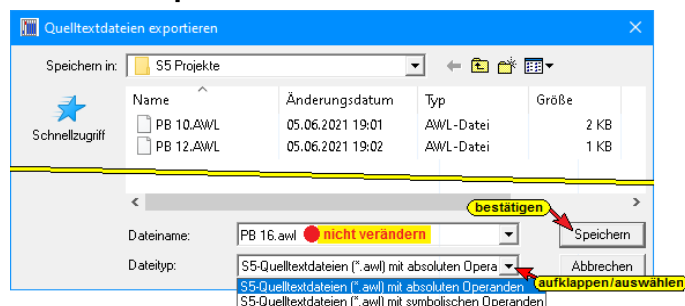 Quelltextdateien exportieren
Speichern in: S5 Projekte
Name Änderungsdatum Typ Größe
PB 10.AWL 05.06.2021 19:01 AWL-Datei 2 KB
Schnellzugriff
PB 12.AWL 05.06.2021 19:02 AWL-Datei 1 KB
bestätigen
Dateiname: PB 16.awl nicht verändern Speichern
Dateityp: S5-Quelltextdateien (*.awl) mit absoluten Opera Abbrechen
aufklappen/auswählen
S5-Quelltextdateien (*.awl) mit absoluten Operanden
S5-Quelltextdateien (*.awl) mit symbolischen Operanden